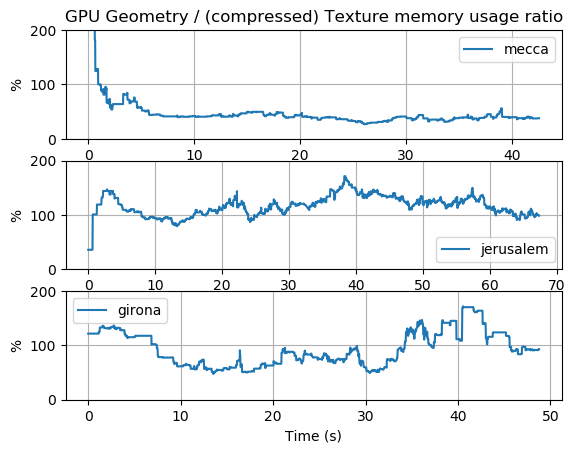 GPU Geometry / (compressed) Texture memory usage ratio
200
100
0
%
mecca
0 10 20 30 40
200
100
0
%
jerusalem
0 10 20 30 40 50 60 70
200
100
0
%
girona
0 10 20 30 40 50
Time (s)